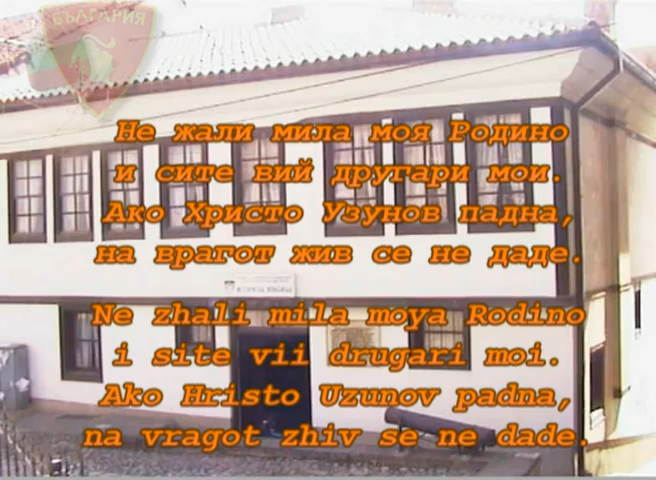 БЪЛГАРИЯ
Не жали мила моя Родино
и сите вий другари мои.
Ако Христо Узунов падна,
на врагот жив се не даде.
Ne zhali mila moya Rodino
i site vii drugari moi.
Ako Hristo Uzunov padna,
na vragot zhiv se ne dade.